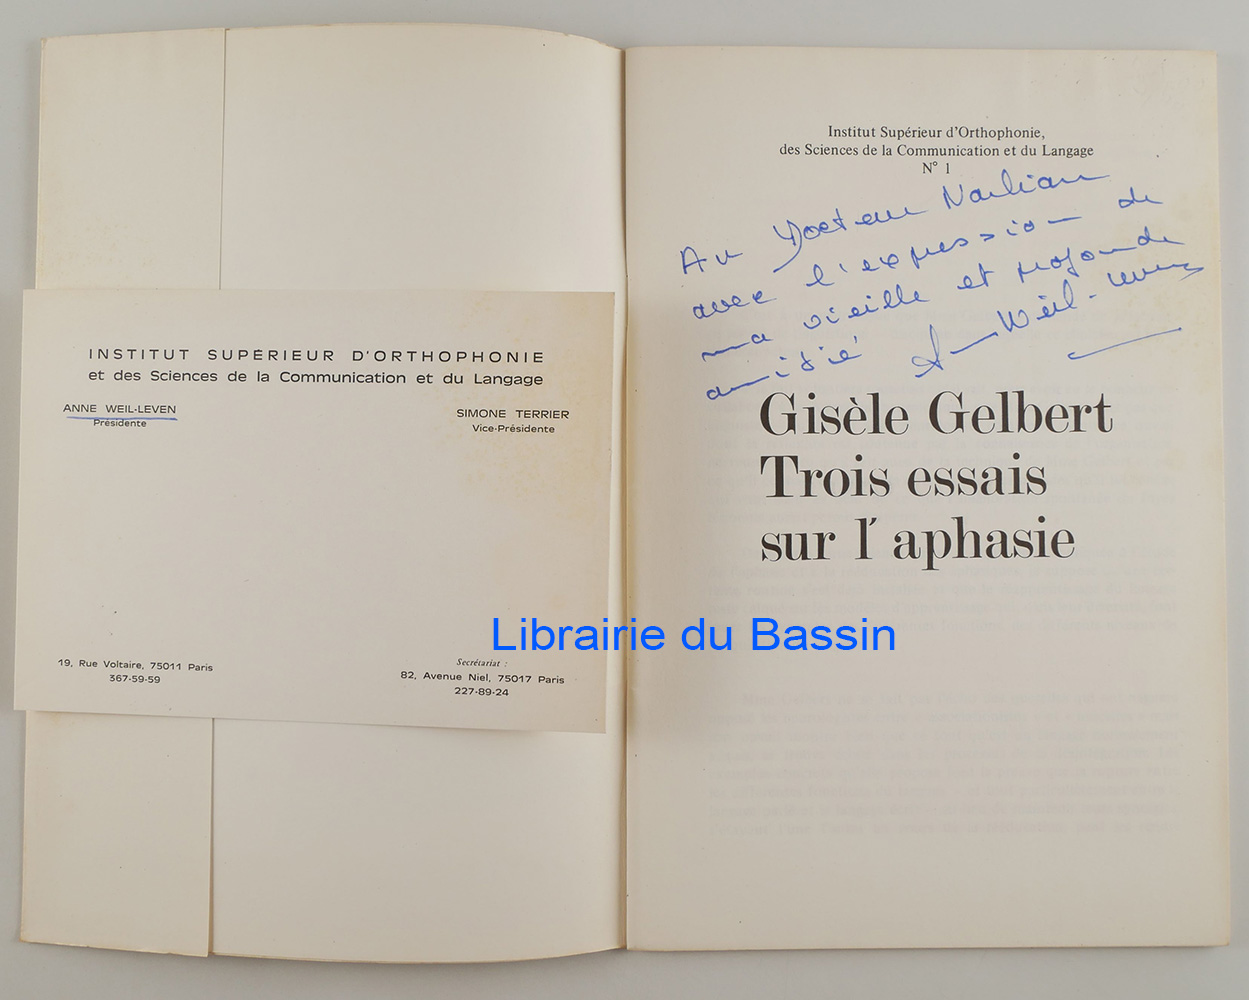 INSTITUT SUPÉRIEUR D'ORTHOPHONIE
et des Sciences de la Communication et du Langage
ANNE WEIL-LEVEN
Présidente
SIMONE TERRIER
Vice-Présidente
19, Rue Voltaire, 75011 Paris
367-59-59
Secrétariat :
82, Avenue Niel, 75017 Paris
227-89-24
Institut Supérieur d'Orthophonie,
des Sciences de la Communication et du Langage
N° 1
Au Docteur
avec l'expression de
ma vieille et profonde
amitié A Weil-Leven
Gisèle Gelbert
Trois essais
sur l'aphasie
Librairie du Bassin